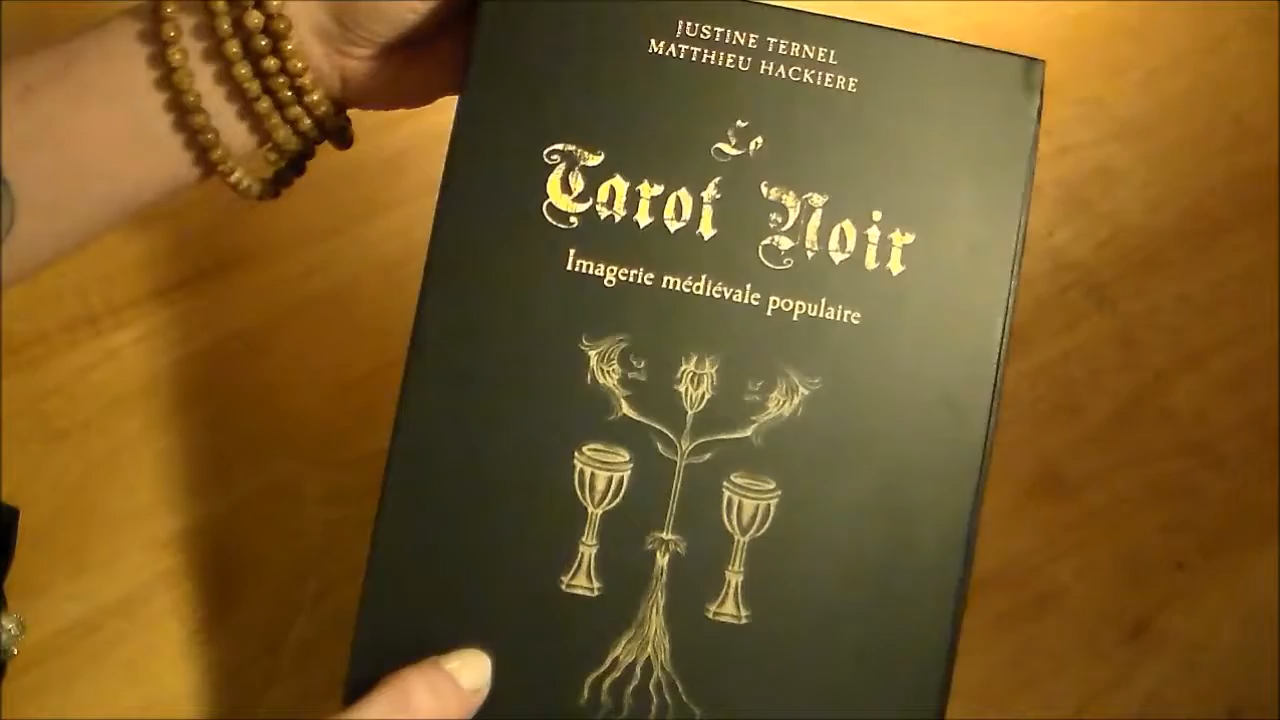 JUSTINE TERNEL
MATTHIEU HACKIERE
Le
Tarot Noir
Imagerie médiévale populaire